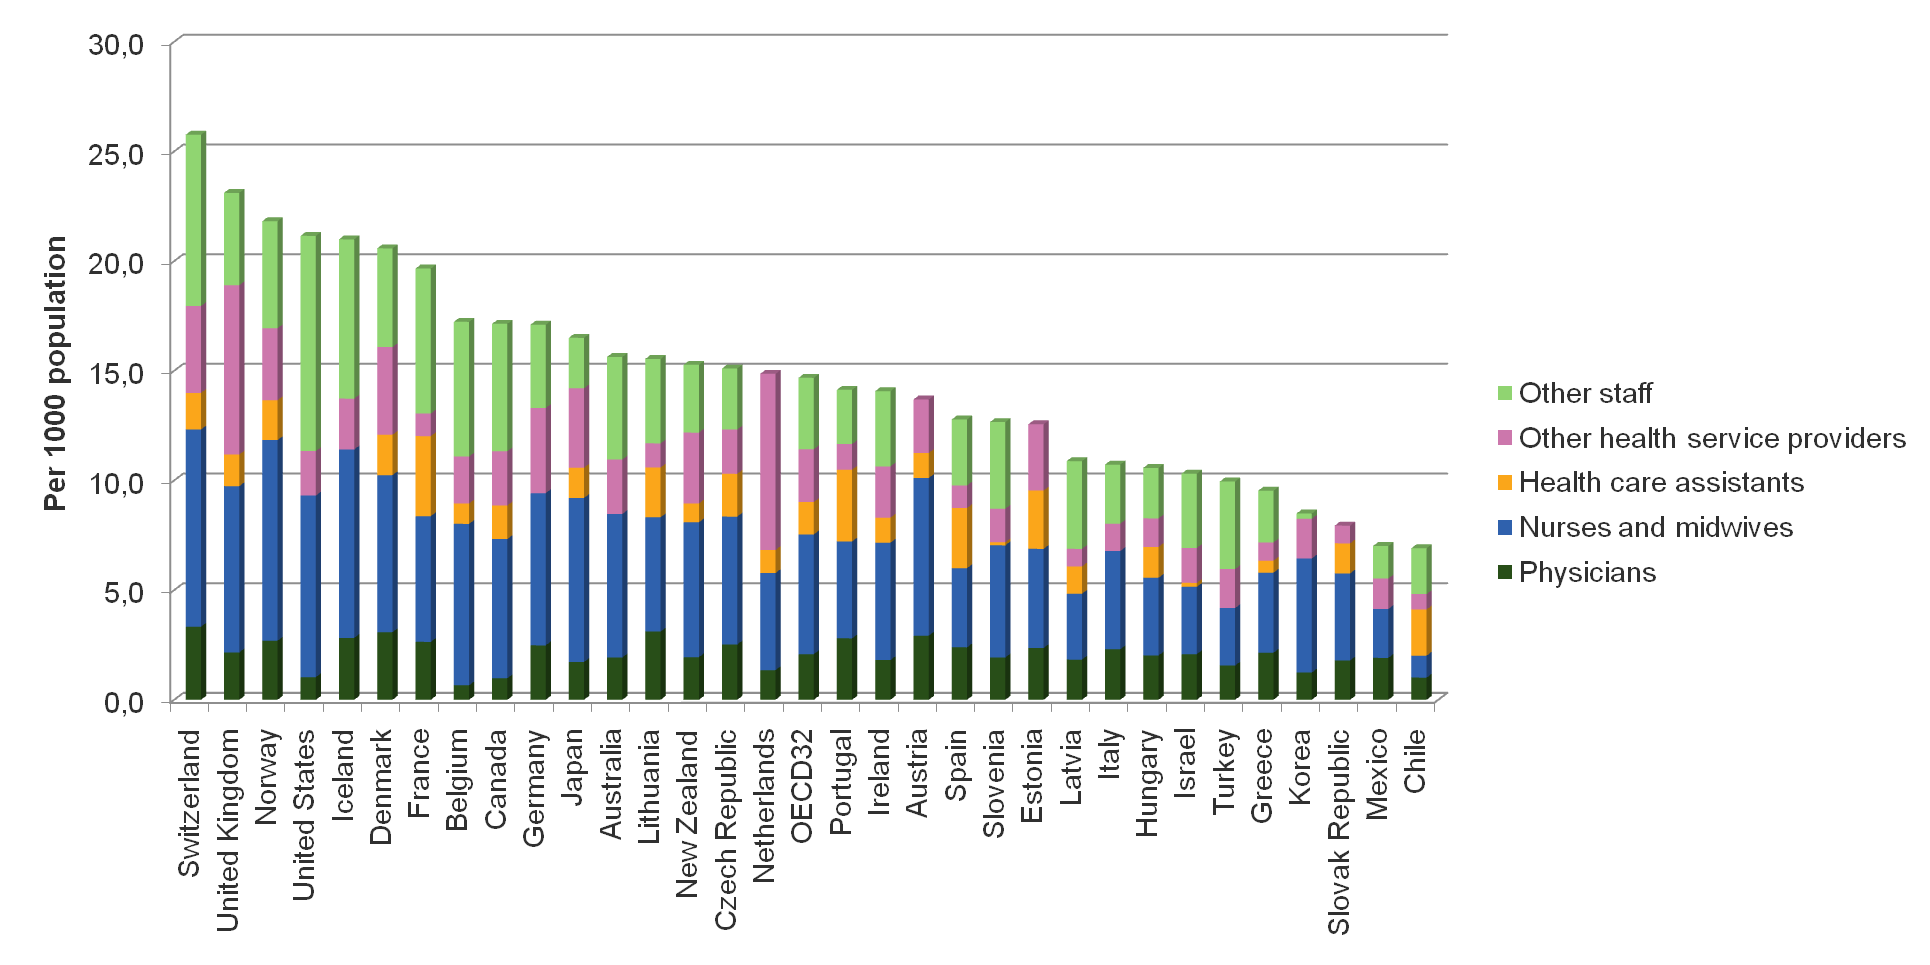 30,0
25,0
20,0
15,0
10,0
5,0
0,0
Per 1000 population
Switzerland
United Kingdom
Norway
United States
Iceland
Denmark
France
Belgium
Canada
Germany
Japan
Australia
Lithuania
New Zealand
Czech Republic
Netherlands
OECD32
Portugal
Ireland
Austria
Spain
Slovenia
Estonia
Latvia
Italy
Hungary
Israel
Turkey
Greece
Korea
Slovak Republic
Mexico
Chile
Other staff
Other health service providers
Health care assistants
Nurses and midwives
Physicians